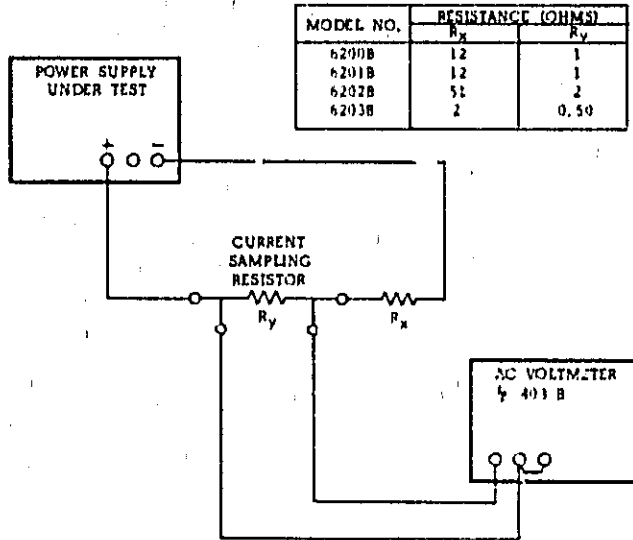 RESISTANCE (OHMS)
MODEL NO. Rx Ry
6200B 12 1
6201B 12 1
6202B 51 2
6203B 2 0.50
POWER SUPPLY
UNDER TEST
+ -
CURRENT
SAMPLING
RESISTOR
Ry Rx
AC VOLTMETER
403 B